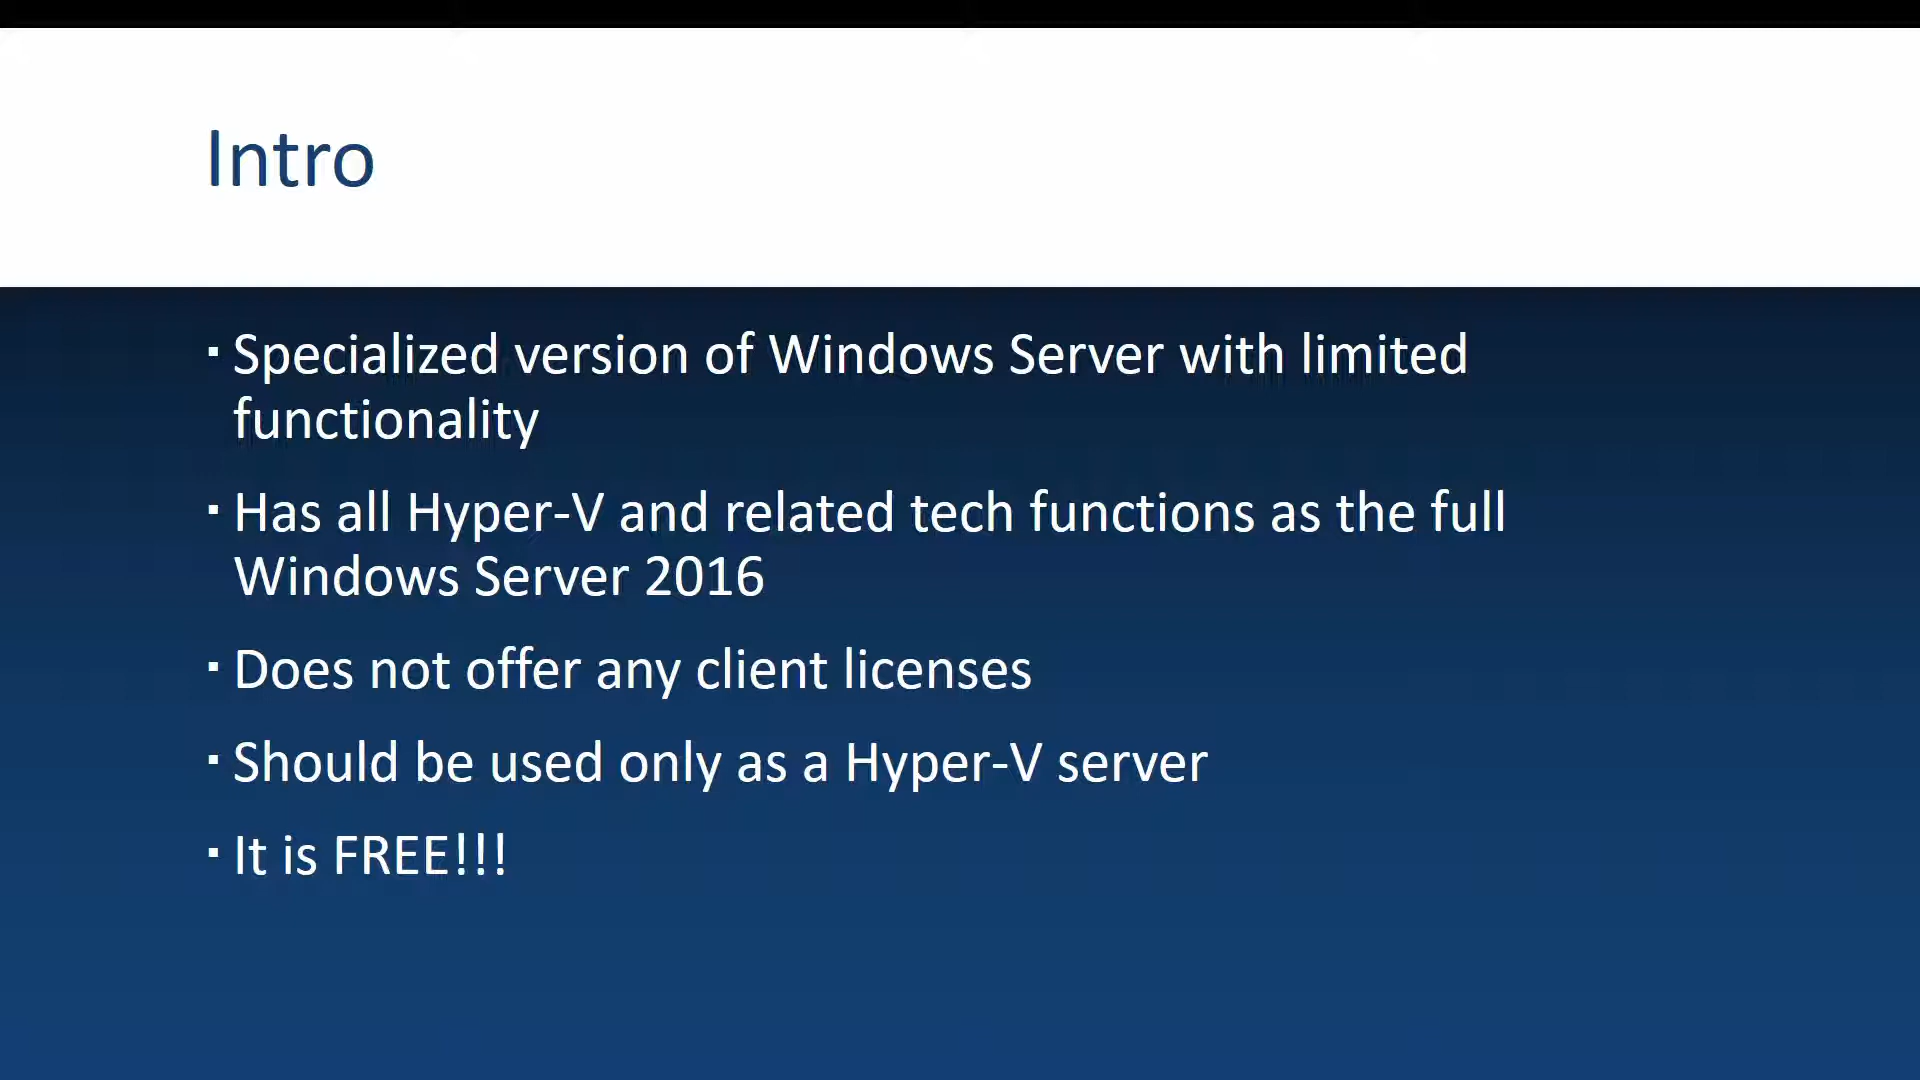 Intro
▪ Specialized version of Windows Server with limited
functionality
▪ Has all Hyper-V and related tech functions as the full
Windows Server 2016
▪ Does not offer any client licenses
▪ Should be used only as a Hyper-V server
▪ It is FREE!!!